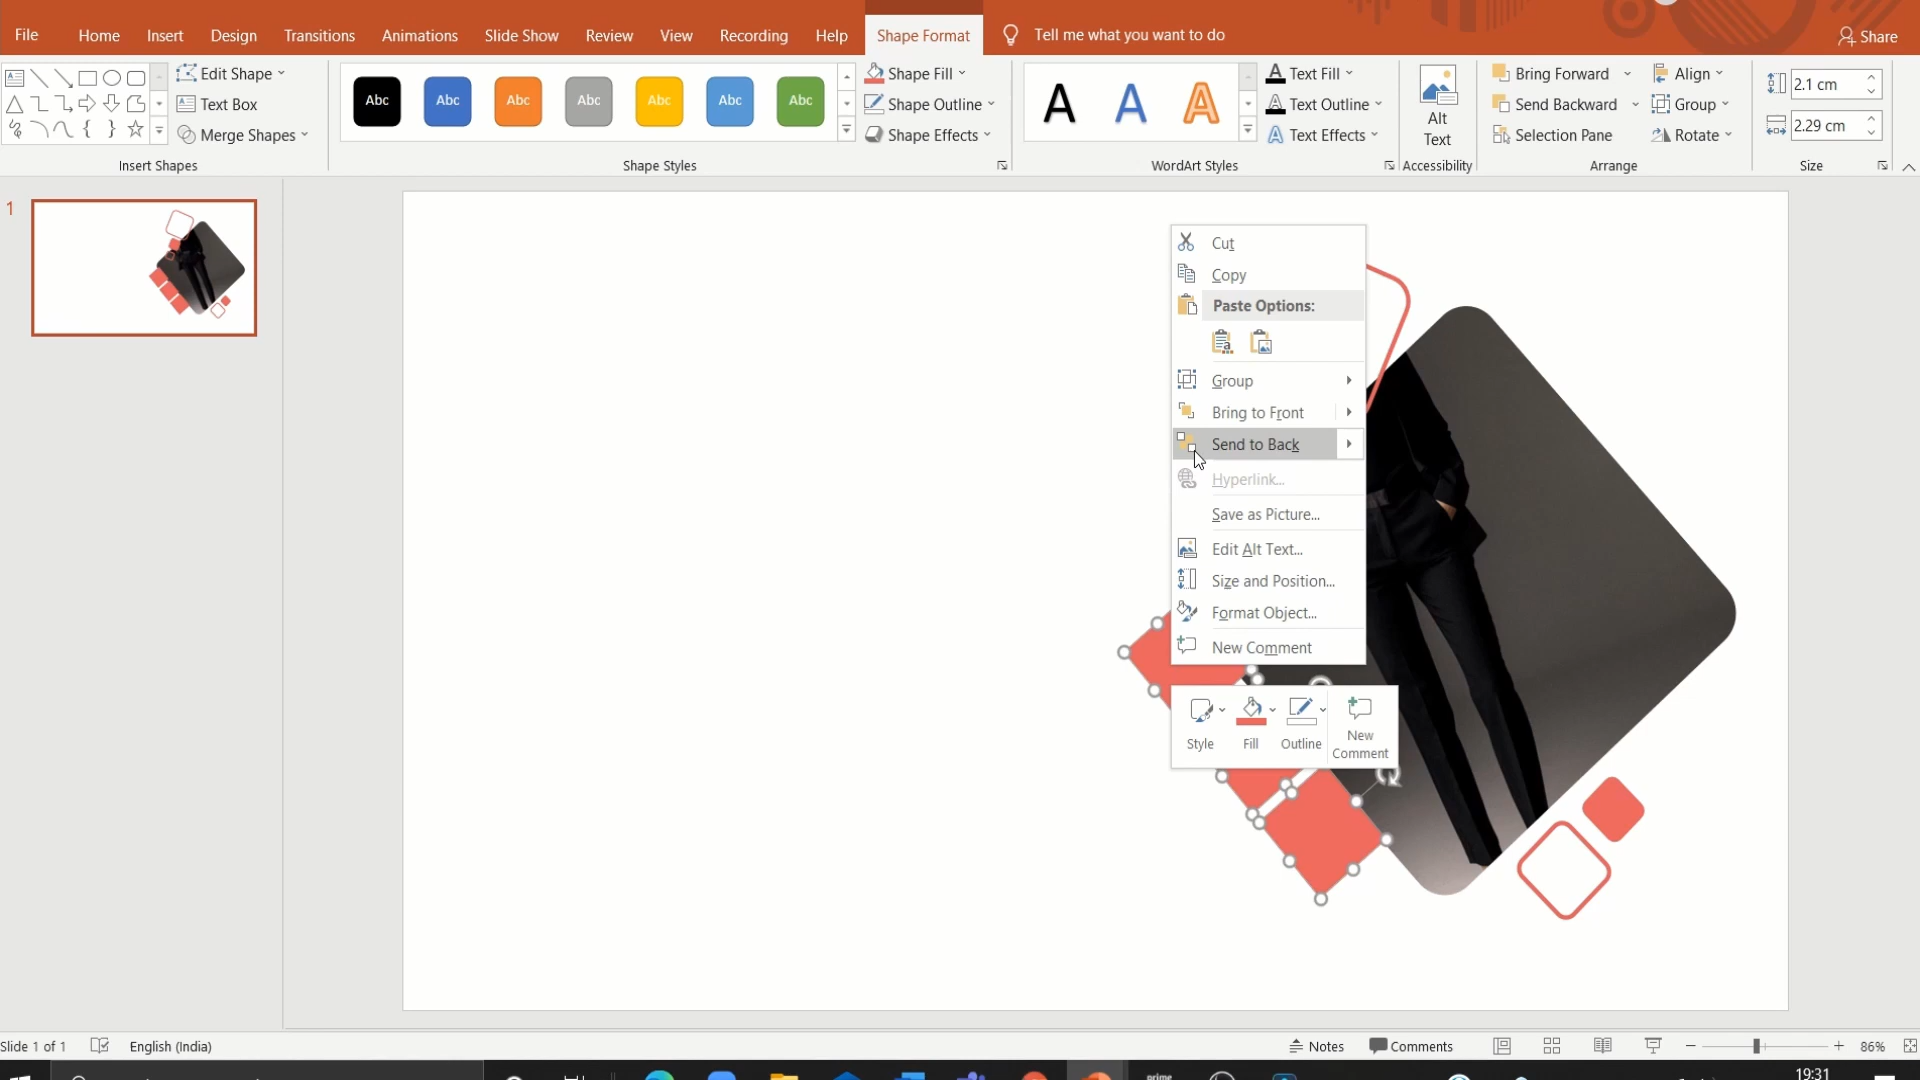 File Home Insert Design Transitions Animations Slide Show Review View Recording Help Shape Format Tell me what you want to do Share
Edit Shape
Text Box
Merge Shapes
Insert Shapes
Abc Abc Abc Abc Abc Abc Abc
Shape Fill
Shape Outline
Shape Effects
Shape Styles
A A A
Text Fill
Text Outline
Text Effects
WordArt Styles
Alt
Text
Accessibility
Bring Forward
Send Backward
Selection Pane
Align
Group
Rotate
Arrange
2.1 cm
2.29 cm
Size
1
Cut
Copy
Paste Options:
Group
Bring to Front
Send to Back
Hyperlink...
Save as Picture...
Edit Alt Text...
Size and Position...
Format Object...
New Comment
Style Fill Outline New
Comment
Slide 1 of 1 English (India) Notes Comments 86%
prime 19:31